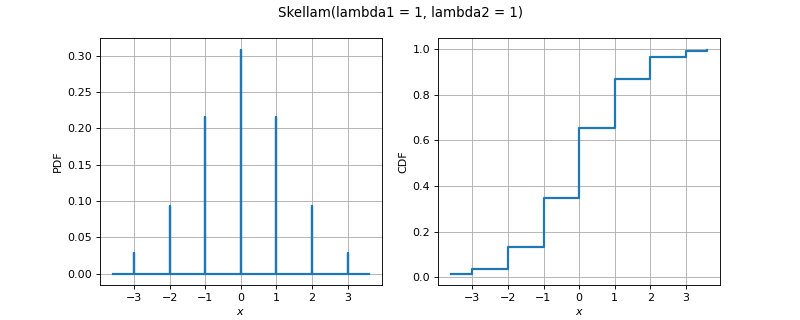 Skellam(lambda1 = 1, lambda2 = 1)
PDF
0.30
0.25
0.20
0.15
0.10
0.05
0.00
−3 −2 −1 0 1 2 3
x
CDF
1.0
0.8
0.6
0.4
0.2
0.0
−3 −2 −1 0 1 2 3
x